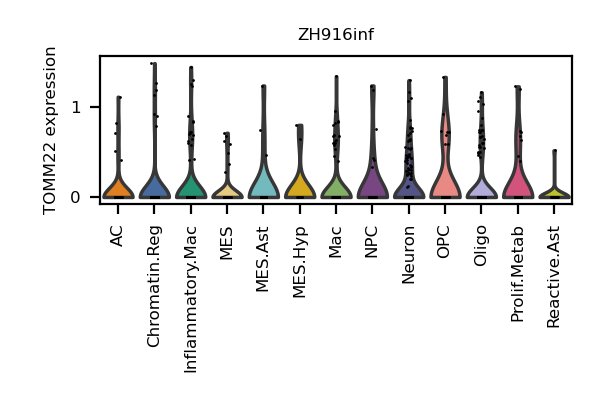 ZH916inf
TOMM22 expression
1
0
AC
Chromatin.Reg
Inflammatory.Mac
MES
MES.Ast
MES.Hyp
Mac
NPC
Neuron
OPC
Oligo
Prolif.Metab
Reactive.Ast